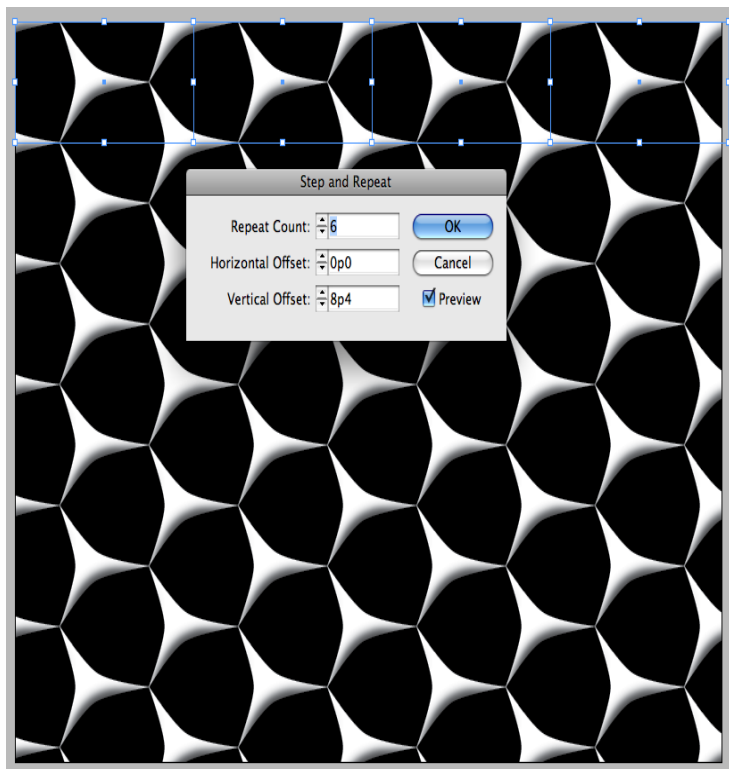 Step and Repeat
Repeat Count: 6 OK
Horizontal Offset: 0p0 Cancel
Vertical Offset: 8p4 Preview